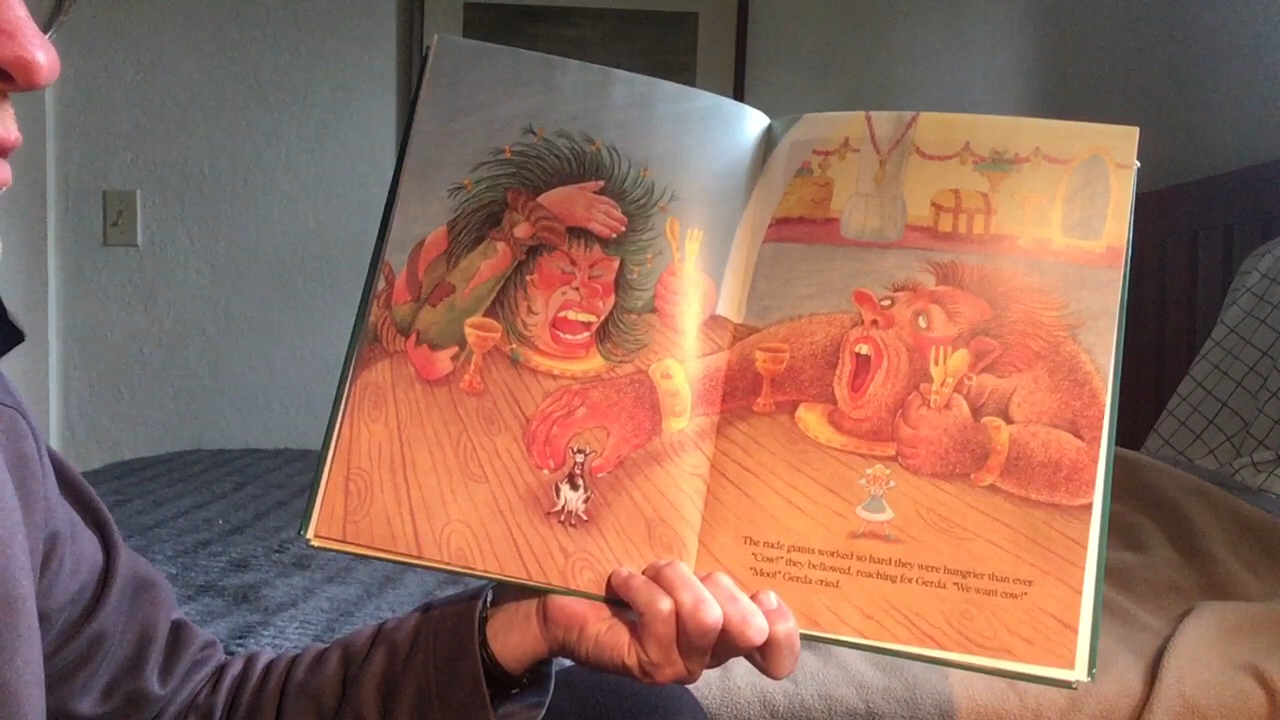 The rude giants worked so hard they were hungrier than ever.
"Cow!" they bellowed, reaching for Gerda. "We want cow!"
"Moo!" Gerda cried.